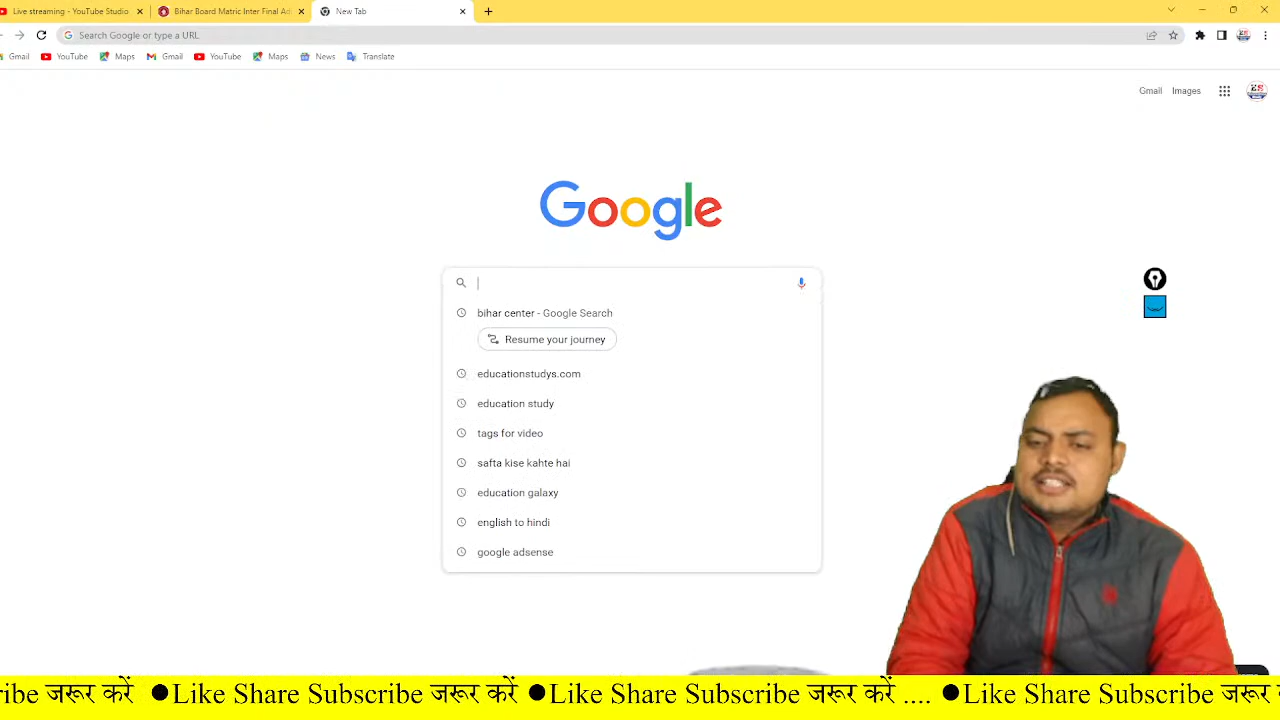 Live streaming - YouTube Studio
Bihar Board Matric Inter Final Ad
New Tab
Search Google or type a URL
Gmail YouTube Maps Gmail YouTube Maps News Translate
Gmail Images
Google
bihar center - Google Search
Resume your journey
educationstudys.com
education study
tags for video
safta kise kahte hai
education galaxy
english to hindi
google adsense
ribe जरूर करें ●Like Share Subscribe जरूर करें ●Like Share Subscribe जरूर करें .... ●Like Share Subscribe जरूर